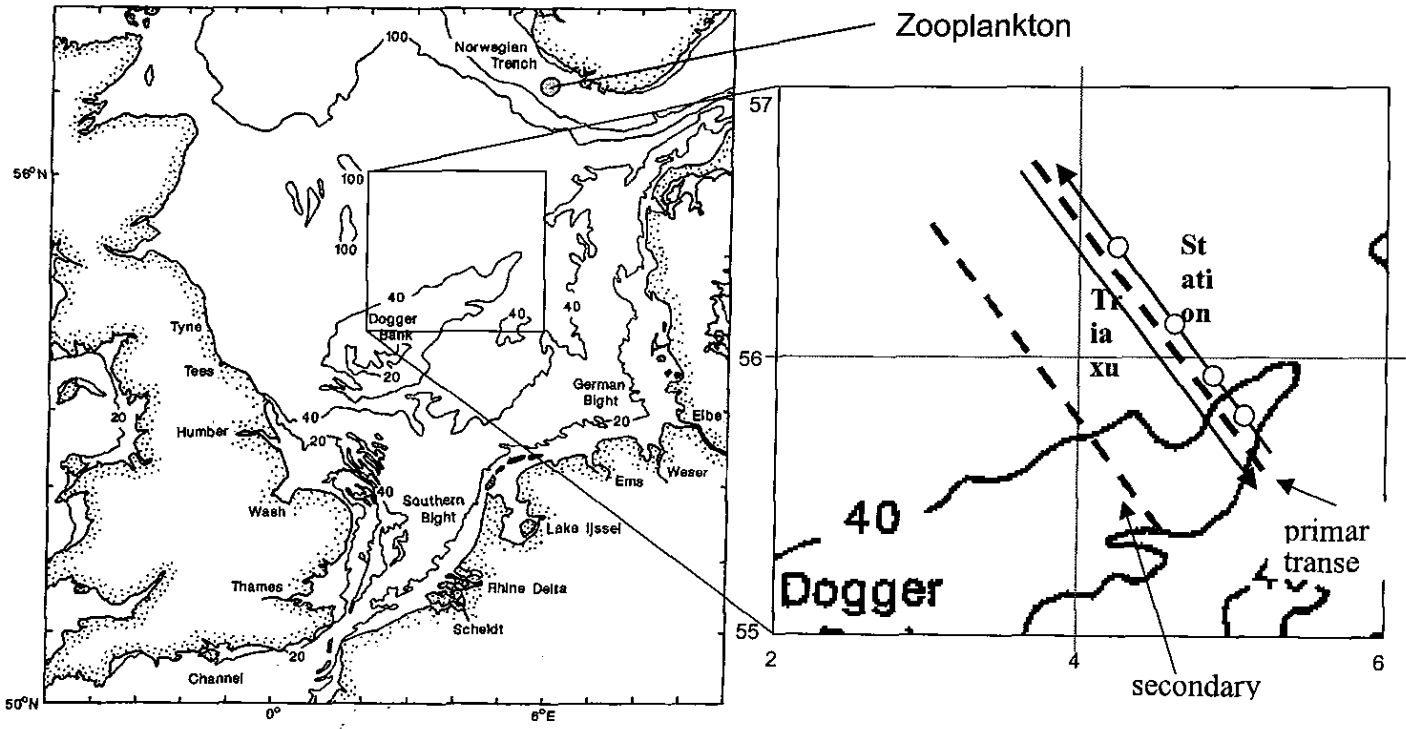 Zooplankton
Norwegian
Trench
100
56°N
100
100
40
Dogger
Bank
40
40
20
Tyne
Tees
German
Bight
20
Elbe
20
40
Humber
20
Ems
Weser
40
Wash
Southern
Bight
Lake IJssel
Thames
Rhine Delta
Scheldt
20
Channel
50°N
0°
6°E
57
St
ati
on
Tr
ia
xu
56
40
Dogger
primar
transe
55
2
4
6
secondary